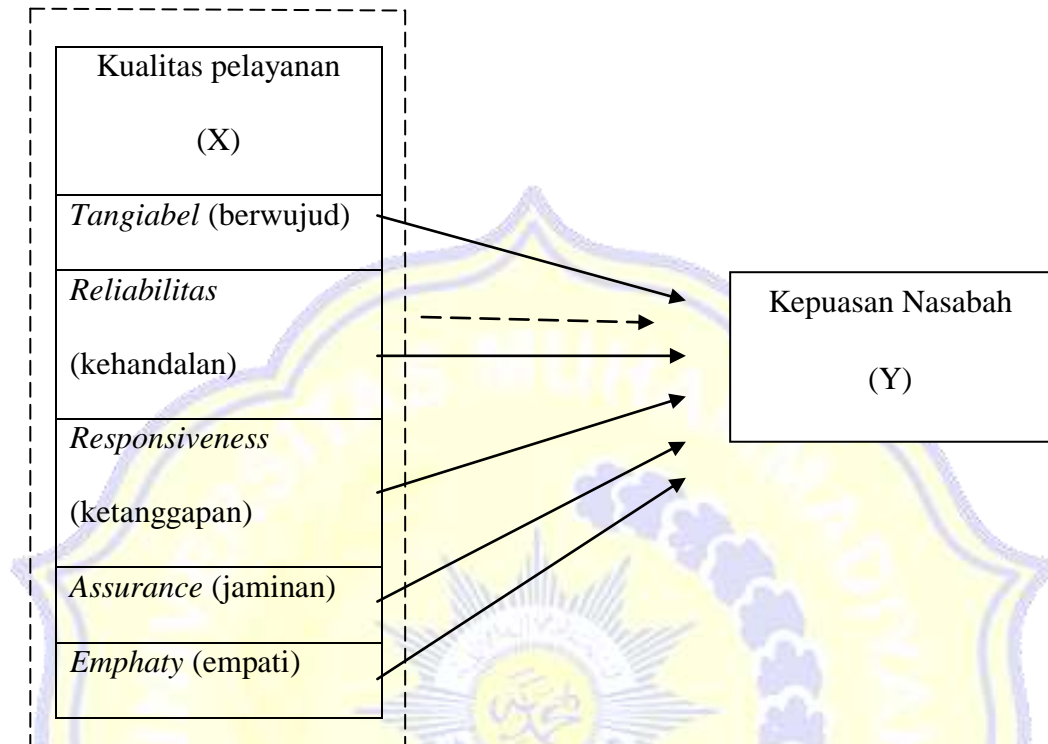 Kualitas pelayanan
(X)
Tangiabel (berwujud)
Reliabilitas
(kehandalan)
Responsiveness
(ketanggapan)
Assurance (jaminan)
Emphaty (empati)
Kepuasan Nasabah
(Y)